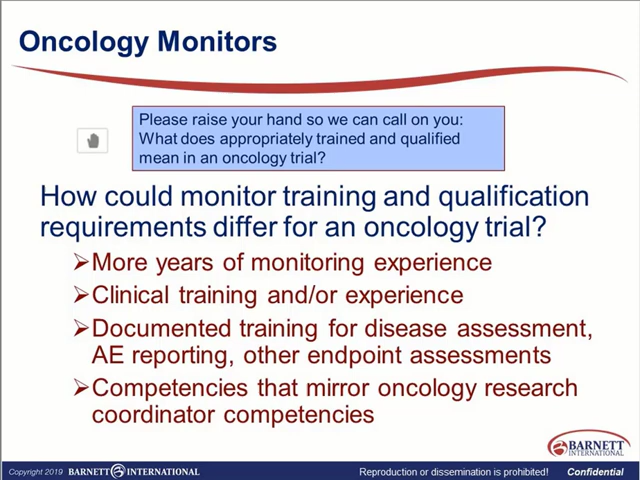 Oncology Monitors
Please raise your hand so we can call on you:
What does appropriately trained and qualified
mean in an oncology trial?
How could monitor training and qualification
requirements differ for an oncology trial?
➢More years of monitoring experience
➢Clinical training and/or experience
➢Documented training for disease assessment,
AE reporting, other endpoint assessments
➢Competencies that mirror oncology research
coordinator competencies
BARNETT
INTERNATIONAL
Copyright 2019 BARNETT INTERNATIONAL Reproduction or dissemination is prohibited! Confidential